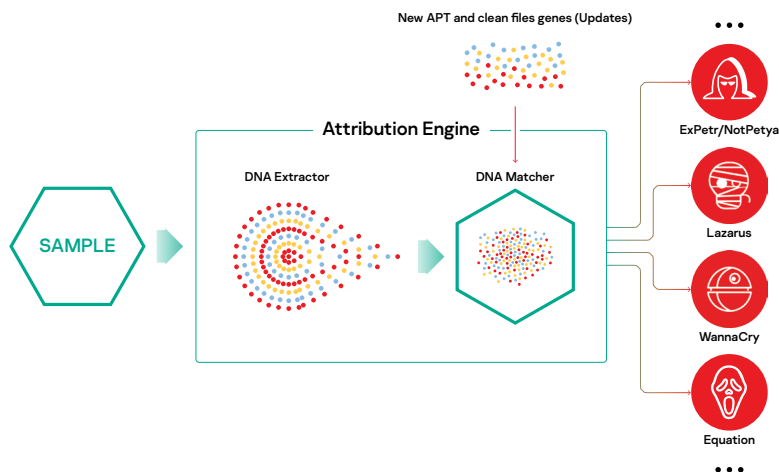 New APT and clean files genes (Updates)
Attribution Engine
DNA Extractor
DNA Matcher
SAMPLE
ExPetr/NotPetya
Lazarus
WannaCry
Equation